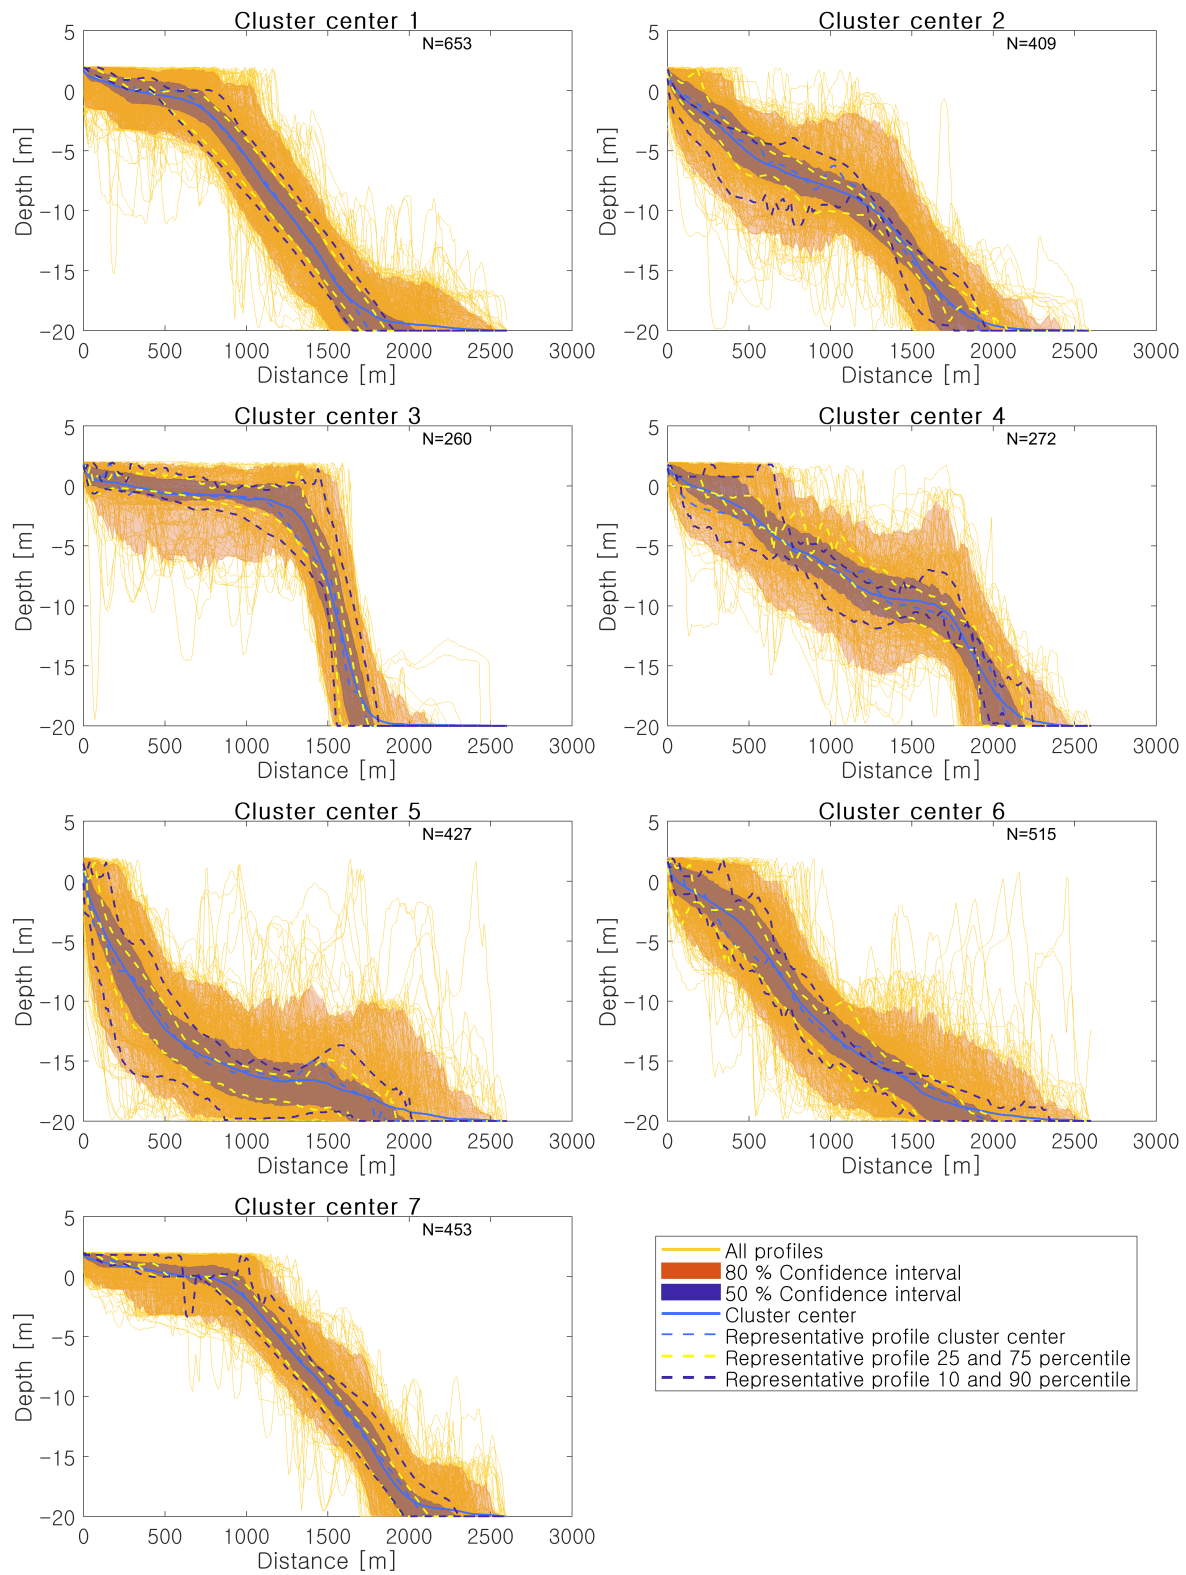 Cluster center 1
N=653
5
0
−5
−10
−15
−20
Depth [m]
0 500 1000 1500 2000 2500 3000
Distance [m]
Cluster center 2
N=409
5
0
−5
−10
−15
−20
Depth [m]
0 500 1000 1500 2000 2500 3000
Distance [m]
Cluster center 3
N=260
5
0
−5
−10
−15
−20
Depth [m]
0 500 1000 1500 2000 2500 3000
Distance [m]
Cluster center 4
N=272
5
0
−5
−10
−15
−20
Depth [m]
0 500 1000 1500 2000 2500 3000
Distance [m]
Cluster center 5
N=427
5
0
−5
−10
−15
−20
Depth [m]
0 500 1000 1500 2000 2500 3000
Distance [m]
Cluster center 6
N=515
5
0
−5
−10
−15
−20
Depth [m]
0 500 1000 1500 2000 2500 3000
Distance [m]
Cluster center 7
N=453
5
0
−5
−10
−15
−20
Depth [m]
0 500 1000 1500 2000 2500 3000
Distance [m]
All profiles
80 % Confidence interval
50 % Confidence interval
Cluster center
Representative profile cluster center
Representative profile 25 and 75 percentile
Representative profile 10 and 90 percentile